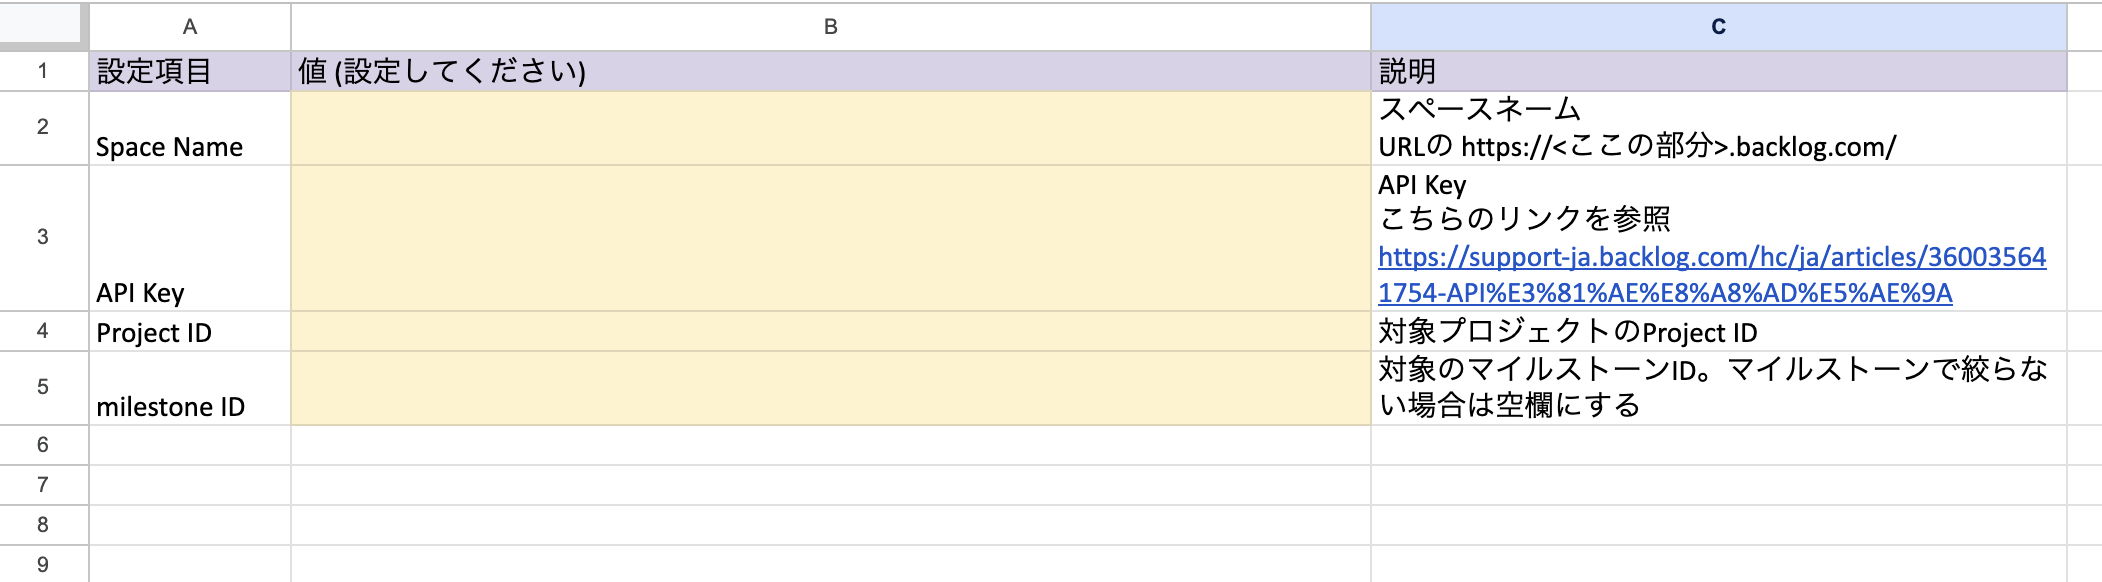 A B C
1 設定項目 値 (設定してください) 説明
2 Space Name スペースネーム
URLの https://<ここの部分>.backlog.com/
3 API Key API Key
こちらのリンクを参照
https://support-ja.backlog.com/hc/ja/articles/36003564
1754-API%E3%81%AE%E8%A8%AD%E5%AE%9A
4 Project ID 対象プロジェクトのProject ID
5 milestone ID 対象のマイルストーンID。マイルストーンで絞らな
い場合は空欄にする
6
7
8
9